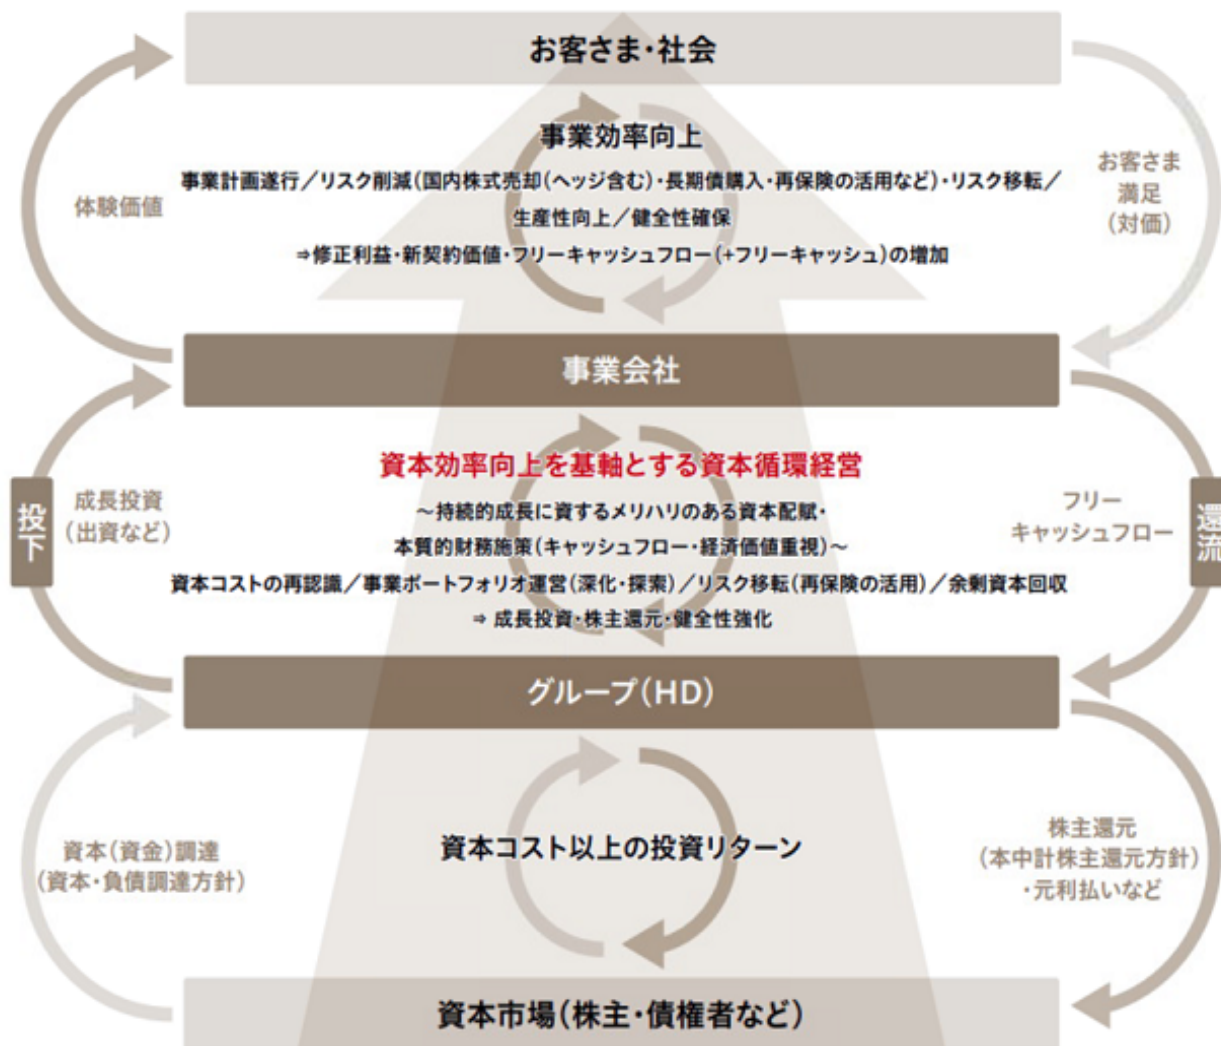 お客さま・社会
事業効率向上
事業計画遂行／リスク削減(国内株式売却(ヘッジ含む)・長期債購入・再保険の活用など)・リスク移転／
生産性向上／健全性確保
⇒修正利益・新契約価値・フリーキャッシュフロー(+フリーキャッシュ)の増加
体験価値
お客さま
満足
(対価)
事業会社
資本効率向上を基軸とする資本循環経営
～持続的成長に資するメリハリのある資本配賦・
本質的財務施策(キャッシュフロー・経済価値重視)～
資本コストの再認識／事業ポートフォリオ運営(深化・探索)／リスク移転(再保険の活用)／余剰資本回収
⇒ 成長投資・株主還元・健全性強化
投下
成長投資
(出資など)
フリー
キャッシュフロー
還流
グループ(HD)
資本コスト以上の投資リターン
資本(資金)調達
(資本・負債調達方針)
株主還元
(本中計株主還元方針)
・元利払いなど
資本市場(株主・債権者など)